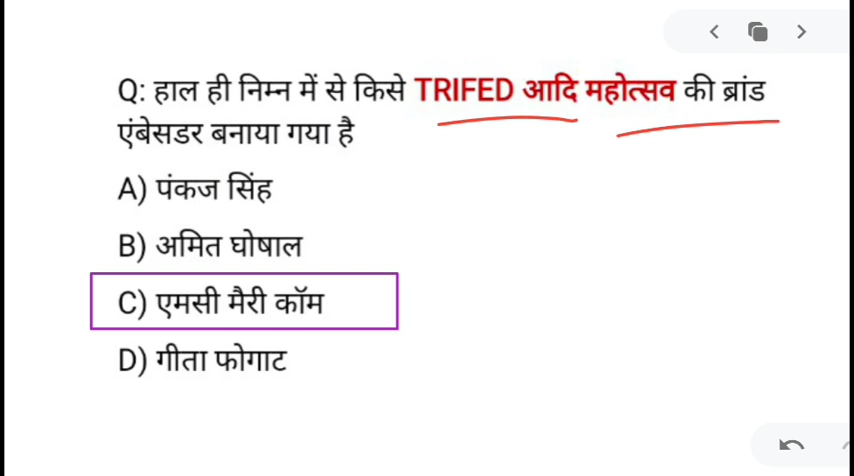 Q: हाल ही निम्न में से किसे TRIFED आदि महोत्सव की ब्रांड
एंबेसडर बनाया गया है
A) पंकज सिंह
B) अमित घोषाल
C) एमसी मैरी कॉम
D) गीता फोगाट